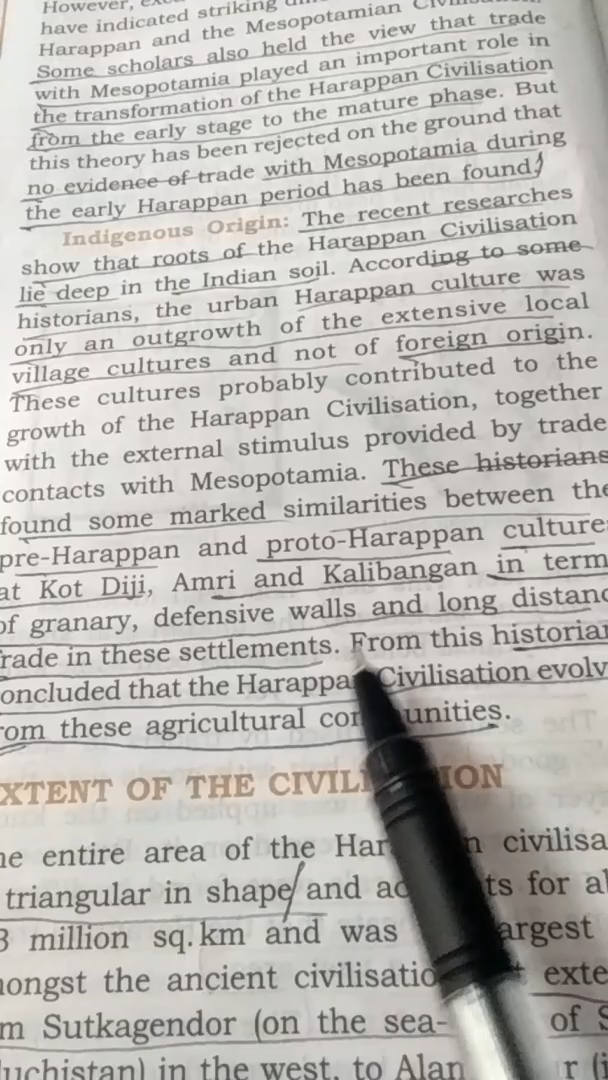 However,
have indicated striking
Harappan and the Mesopotamian
Some scholars also held the view that trade
with Mesopotamia played an important role in
the transformation of the Harappan Civilisation
from the early stage to the mature phase. But
this theory has been rejected on the ground that
no evidence of trade with Mesopotamia during
the early Harappan period has been found.
Indigenous Origin: The recent researches
show that roots of the Harappan Civilisation
lie deep in the Indian soil. According to some
historians, the urban Harappan culture was
only an outgrowth of the extensive local
village cultures and not of foreign origin.
These cultures probably contributed to the
growth of the Harappan Civilisation, together
with the external stimulus provided by trade
contacts with Mesopotamia. These historians
found some marked similarities between the
pre-Harappan and proto-Harappan culture
at Kot Diji, Amri and Kalibangan in term
of granary, defensive walls and long distanc
rade in these settlements. From this historian
oncluded that the Harappan Civilisation evolv
rom these agricultural communities.
XTENT OF THE CIVILISATION
he entire area of the Har n civilisa
triangular in shape and ac ts for a
3 million sq. km and was argest
mongst the ancient civilisatio exte
m Sutkagendor (on the sea- of S
luchistan) in the west, to Alam r (i